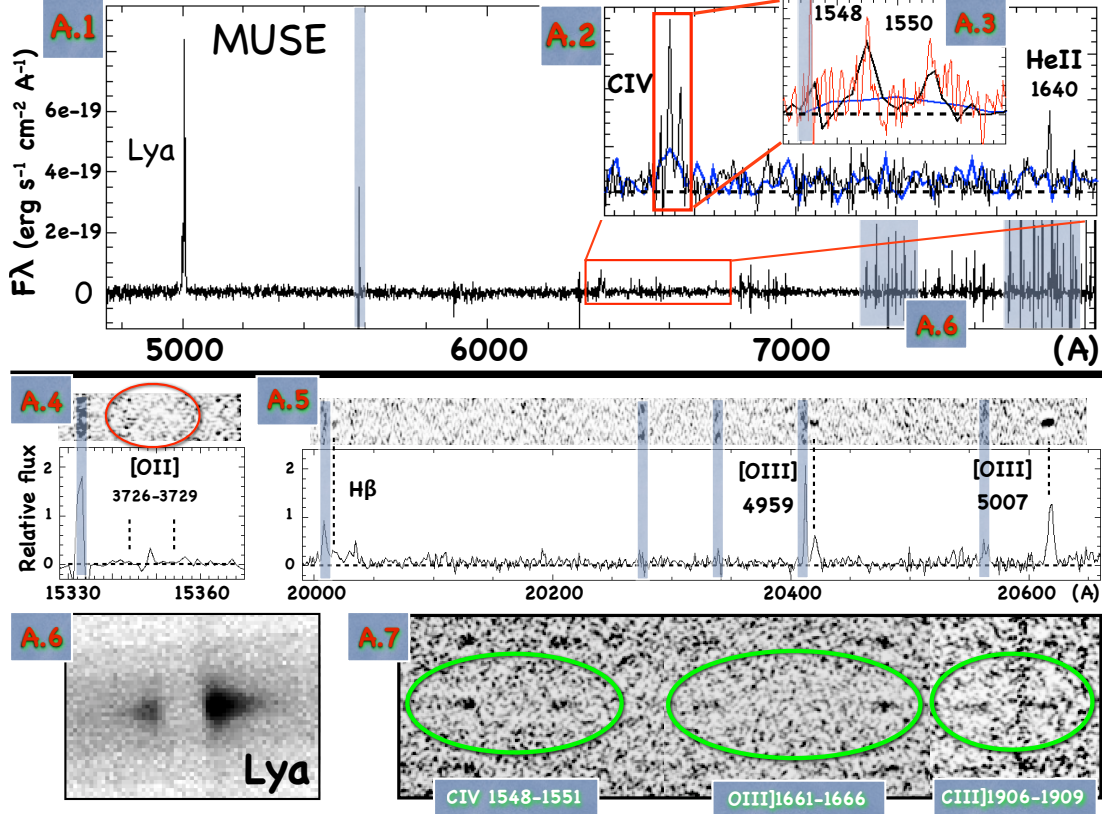 A.1
MUSE
Lya
Fλ (erg s⁻¹ cm⁻² A⁻¹)
6e-19
4e-19
2e-19
0
5000
6000
7000
(A)
A.2
CIV
1548
1550
A.3
HeII
1640
A.6
A.4
Relative flux
2
1
0
[OII]
3726-3729
15330
15360
A.5
2
1
0
Hβ
[OIII]
4959
[OIII]
5007
20000
20200
20400
20600
(A)
A.6
Lya
A.7
CIV 1548-1551
OIII]1661-1666
CIII]1906-1909